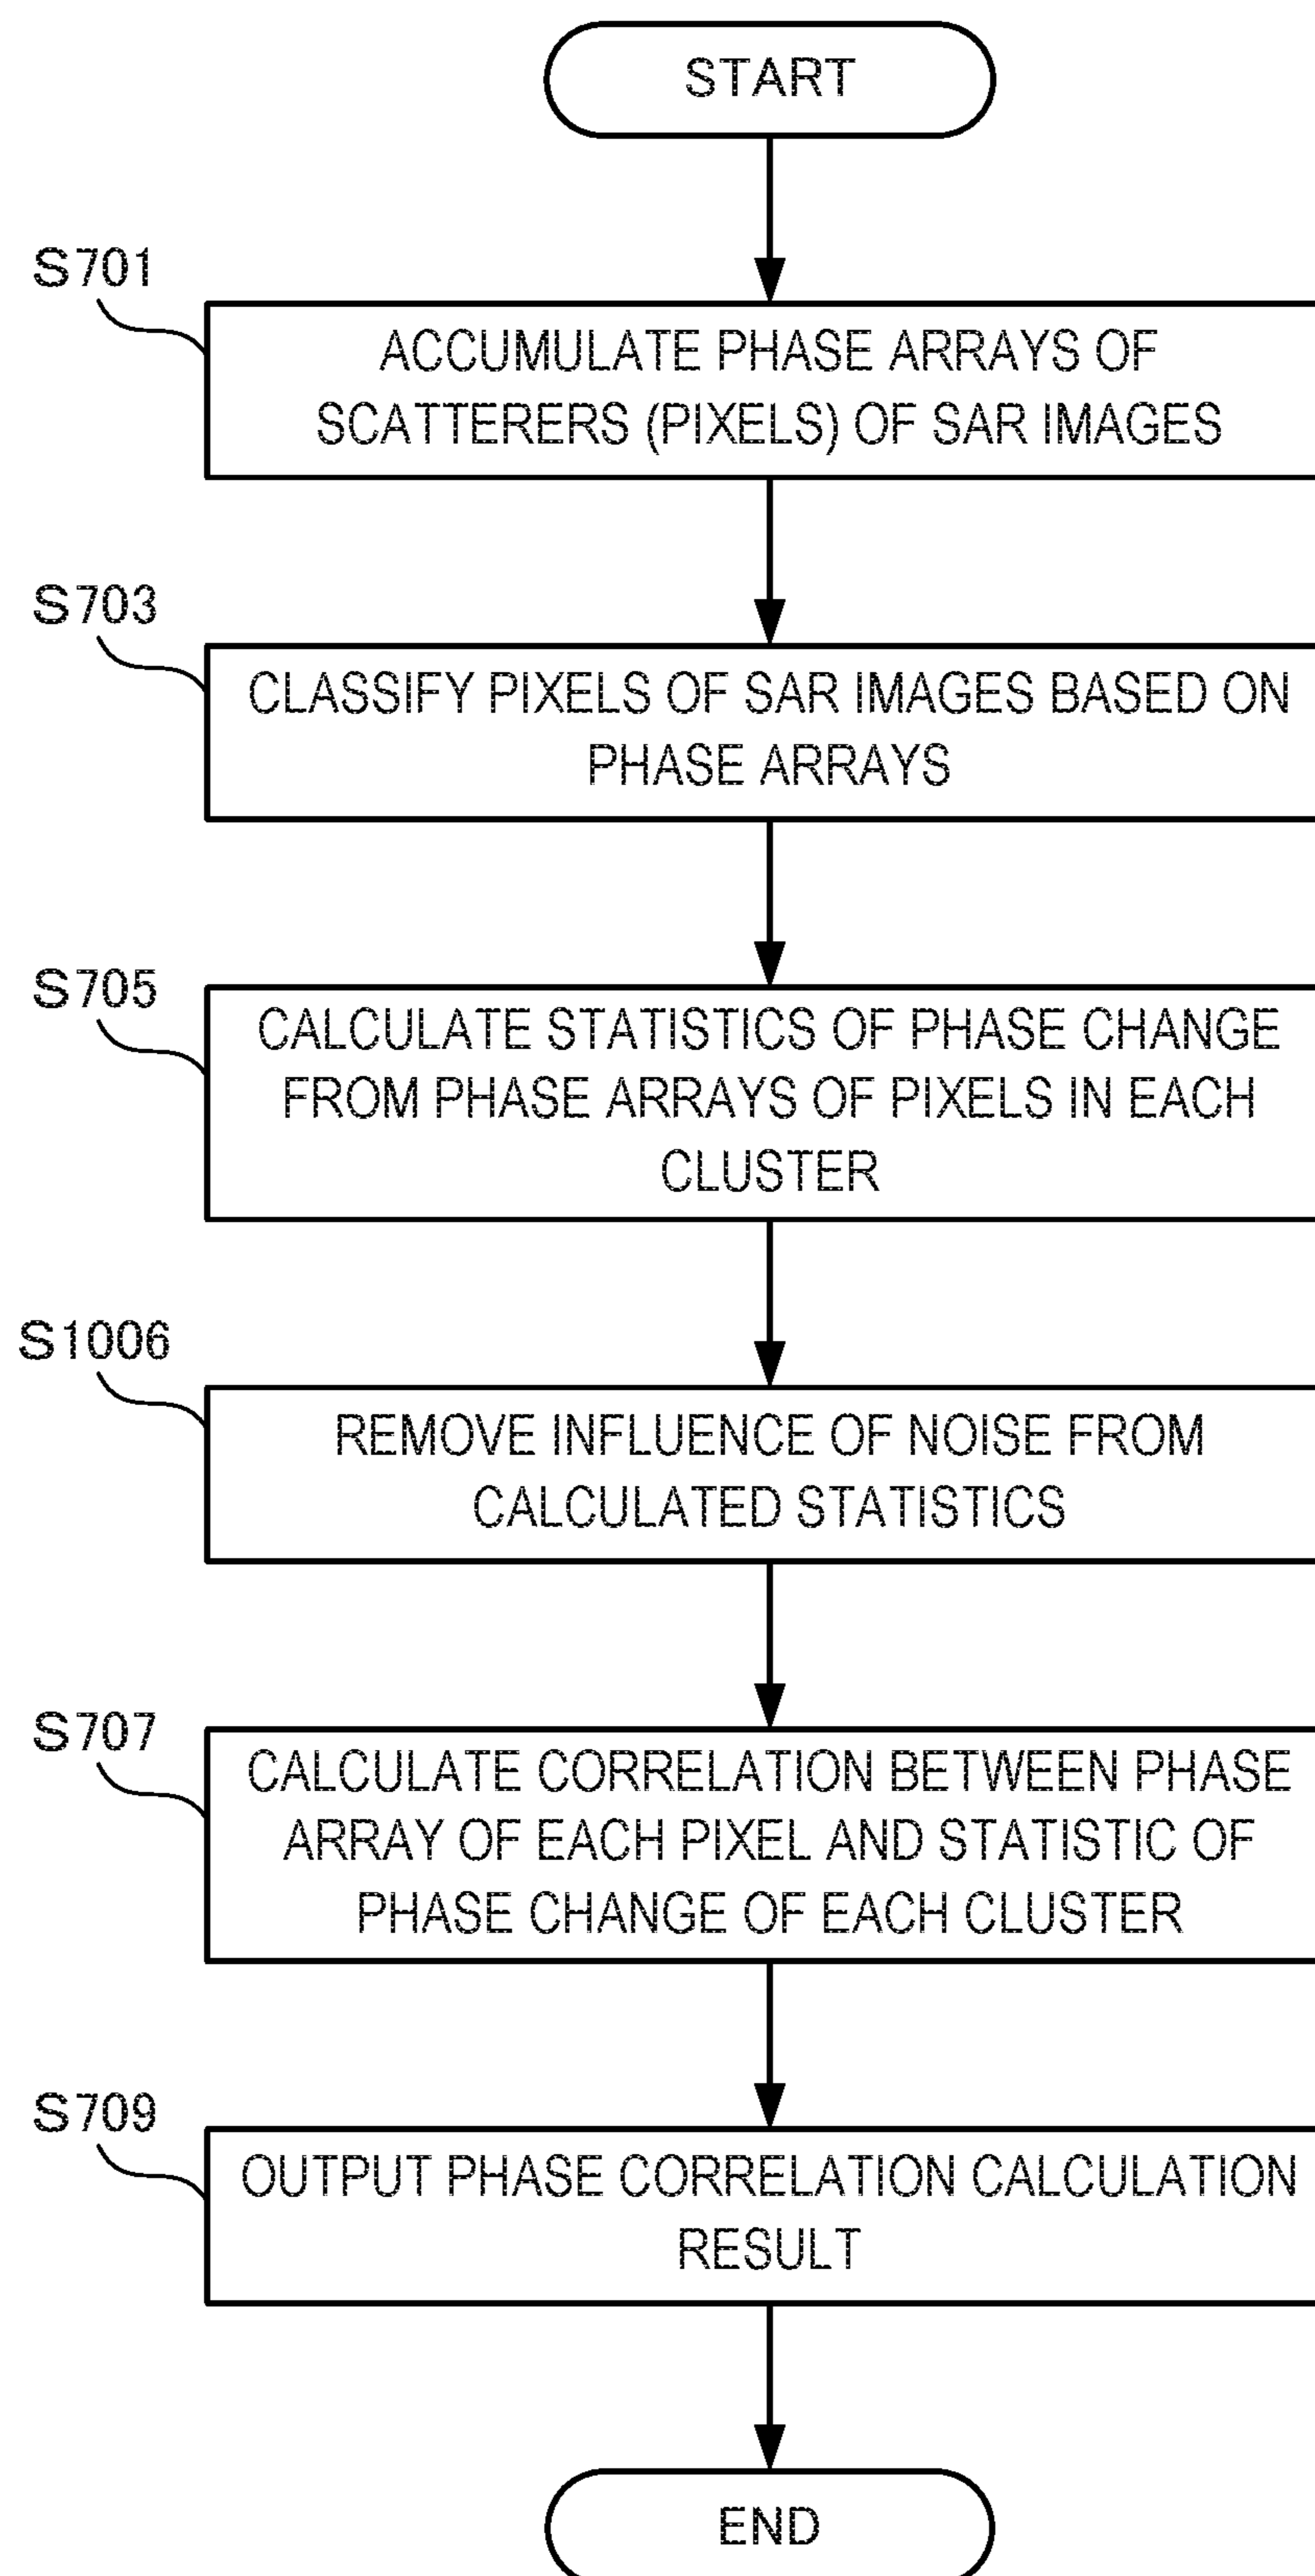 START
S701
ACCUMULATE PHASE ARRAYS OF
SCATTERERS (PIXELS) OF SAR IMAGES
S703
CLASSIFY PIXELS OF SAR IMAGES BASED ON
PHASE ARRAYS
S705
CALCULATE STATISTICS OF PHASE CHANGE
FROM PHASE ARRAYS OF PIXELS IN EACH
CLUSTER
S1006
REMOVE INFLUENCE OF NOISE FROM
CALCULATED STATISTICS
S707
CALCULATE CORRELATION BETWEEN PHASE
ARRAY OF EACH PIXEL AND STATISTIC OF
PHASE CHANGE OF EACH CLUSTER
S709
OUTPUT PHASE CORRELATION CALCULATION
RESULT
END